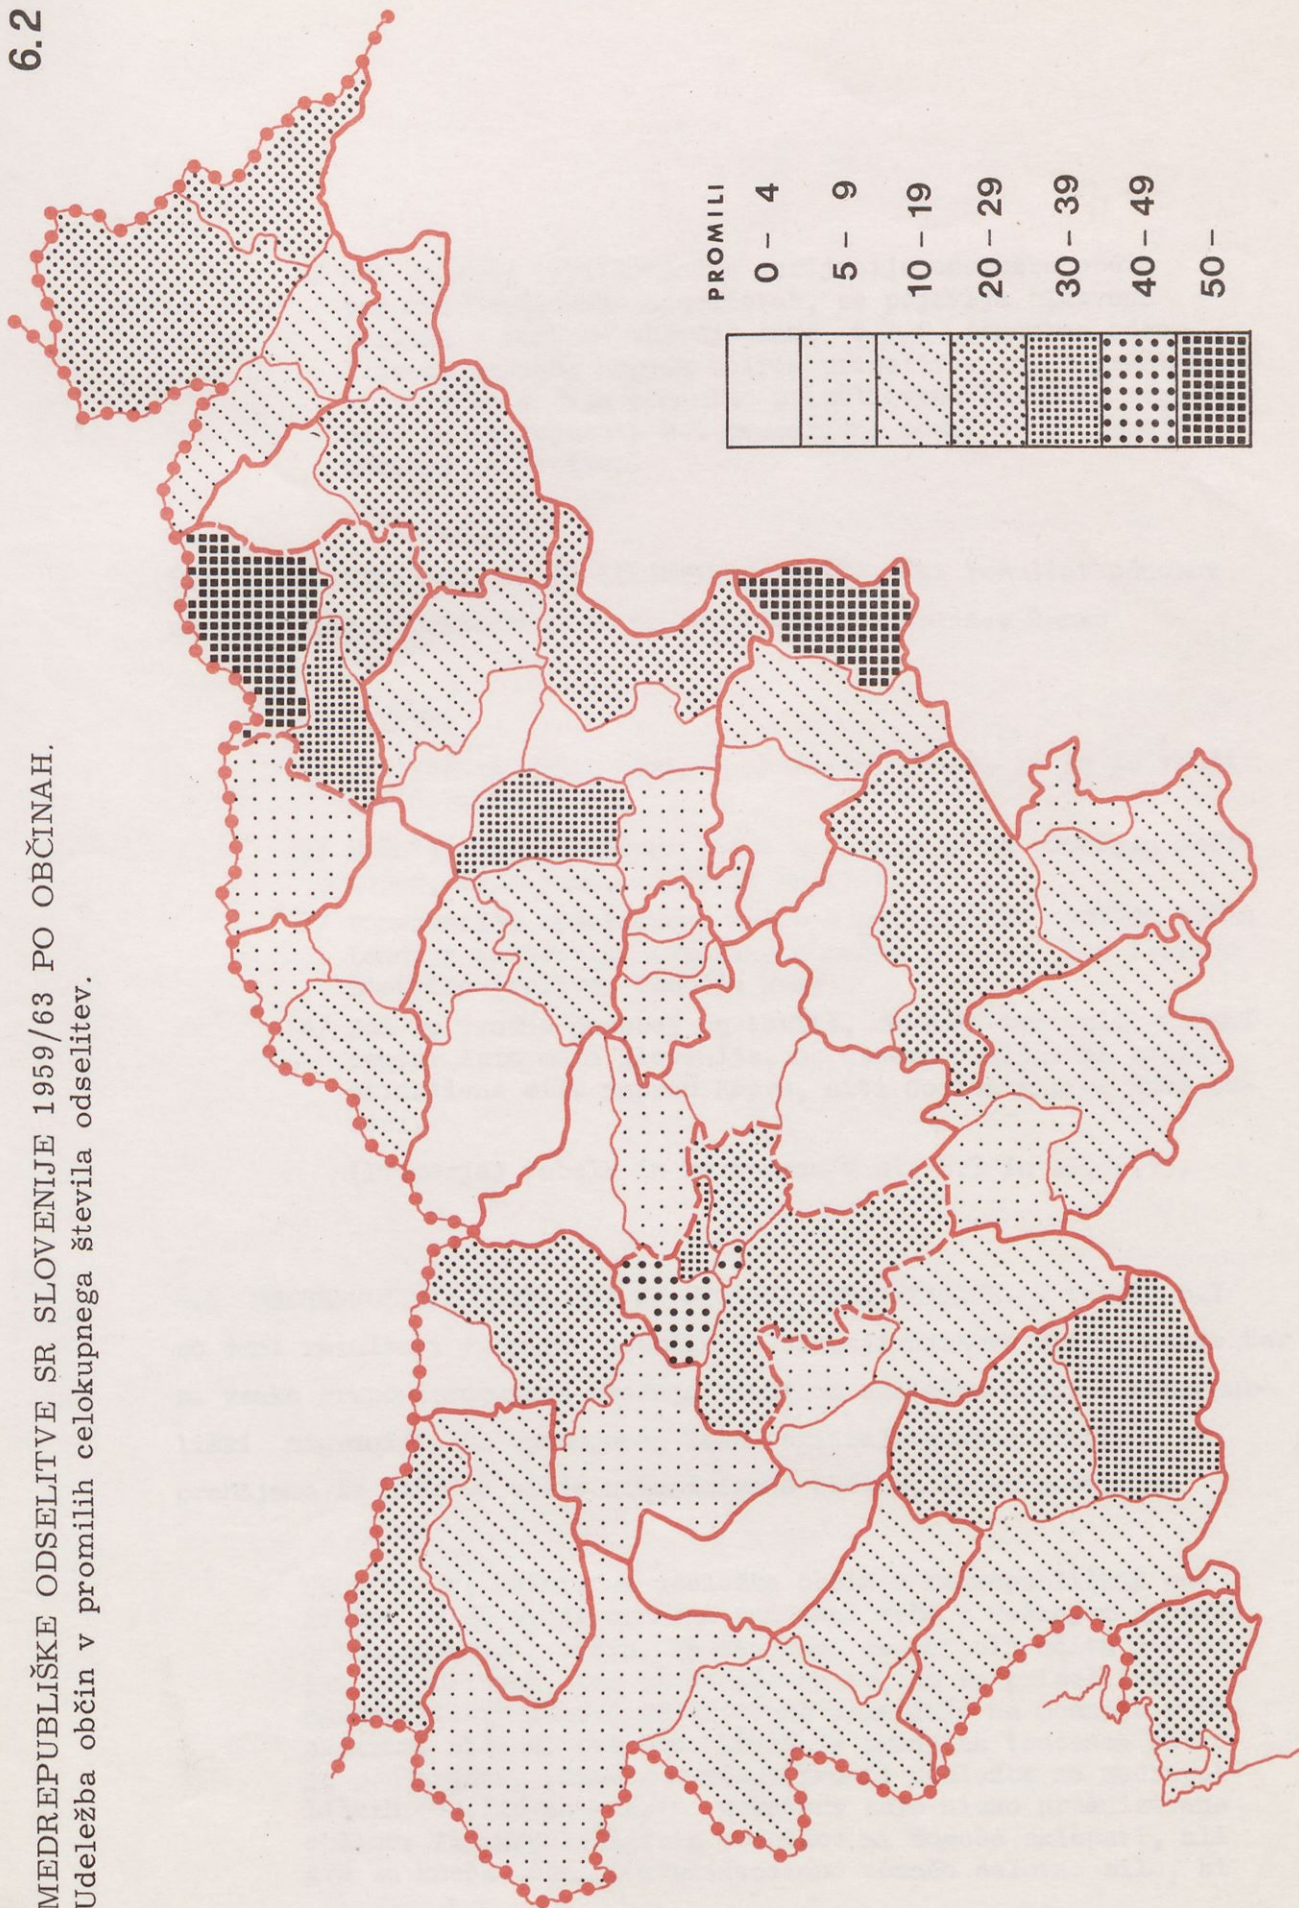 6.2
MEDREPUBLIŠKE ODSELITVE SR SLOVENIJE 1959/63 PO OBČINAH.
Udeležba občin v promilih celokupnega števila odselitev.
PROMILI
0 - 4
5 - 9
10 - 19
20 - 29
30 - 39
40 - 49
50 -